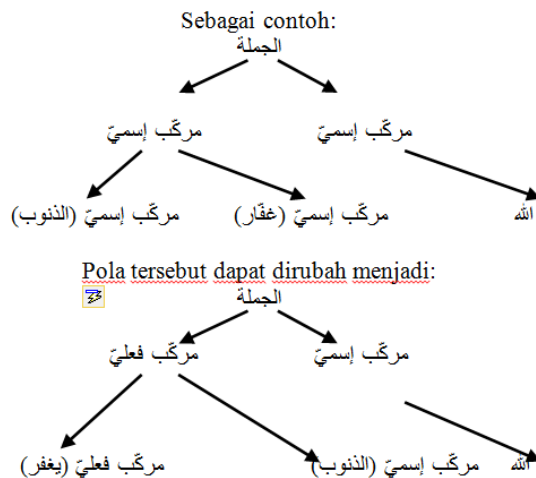 Sebagai contoh:
الجملة
مركّب إسميّ مركّب إسميّ
الله مركّب إسميّ (غفّار) مركّب إسميّ (الذنوب)
Pola tersebut dapat dirubah menjadi:
الجملة
مركّب إسميّ مركّب فعليّ
الله مركّب إسميّ (الذنوب) مركّب فعليّ (يغفر)